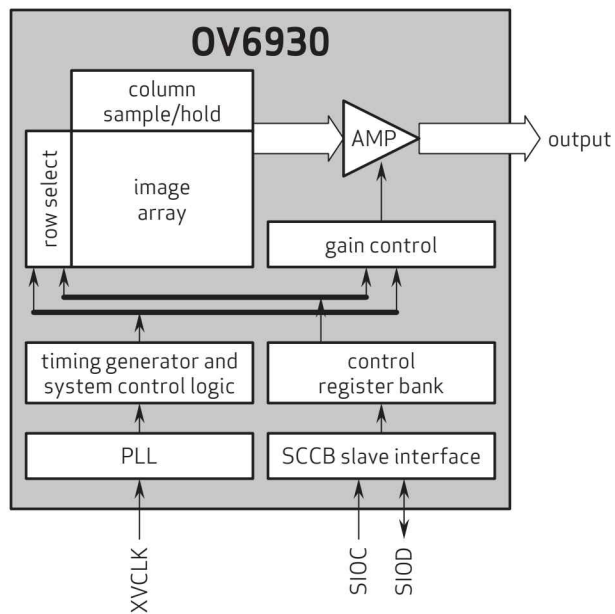 OV6930
column
sample/hold
row select
image
array
AMP
output
gain control
timing generator and
system control logic
control
register bank
PLL
SCCB slave interface
XVCLK
SIOC
SIOD